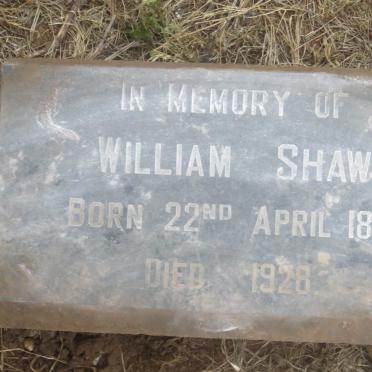 IN MEMORY OF
WILLIAM SHAW
BORN 22ND APRIL 18
DIED 1928